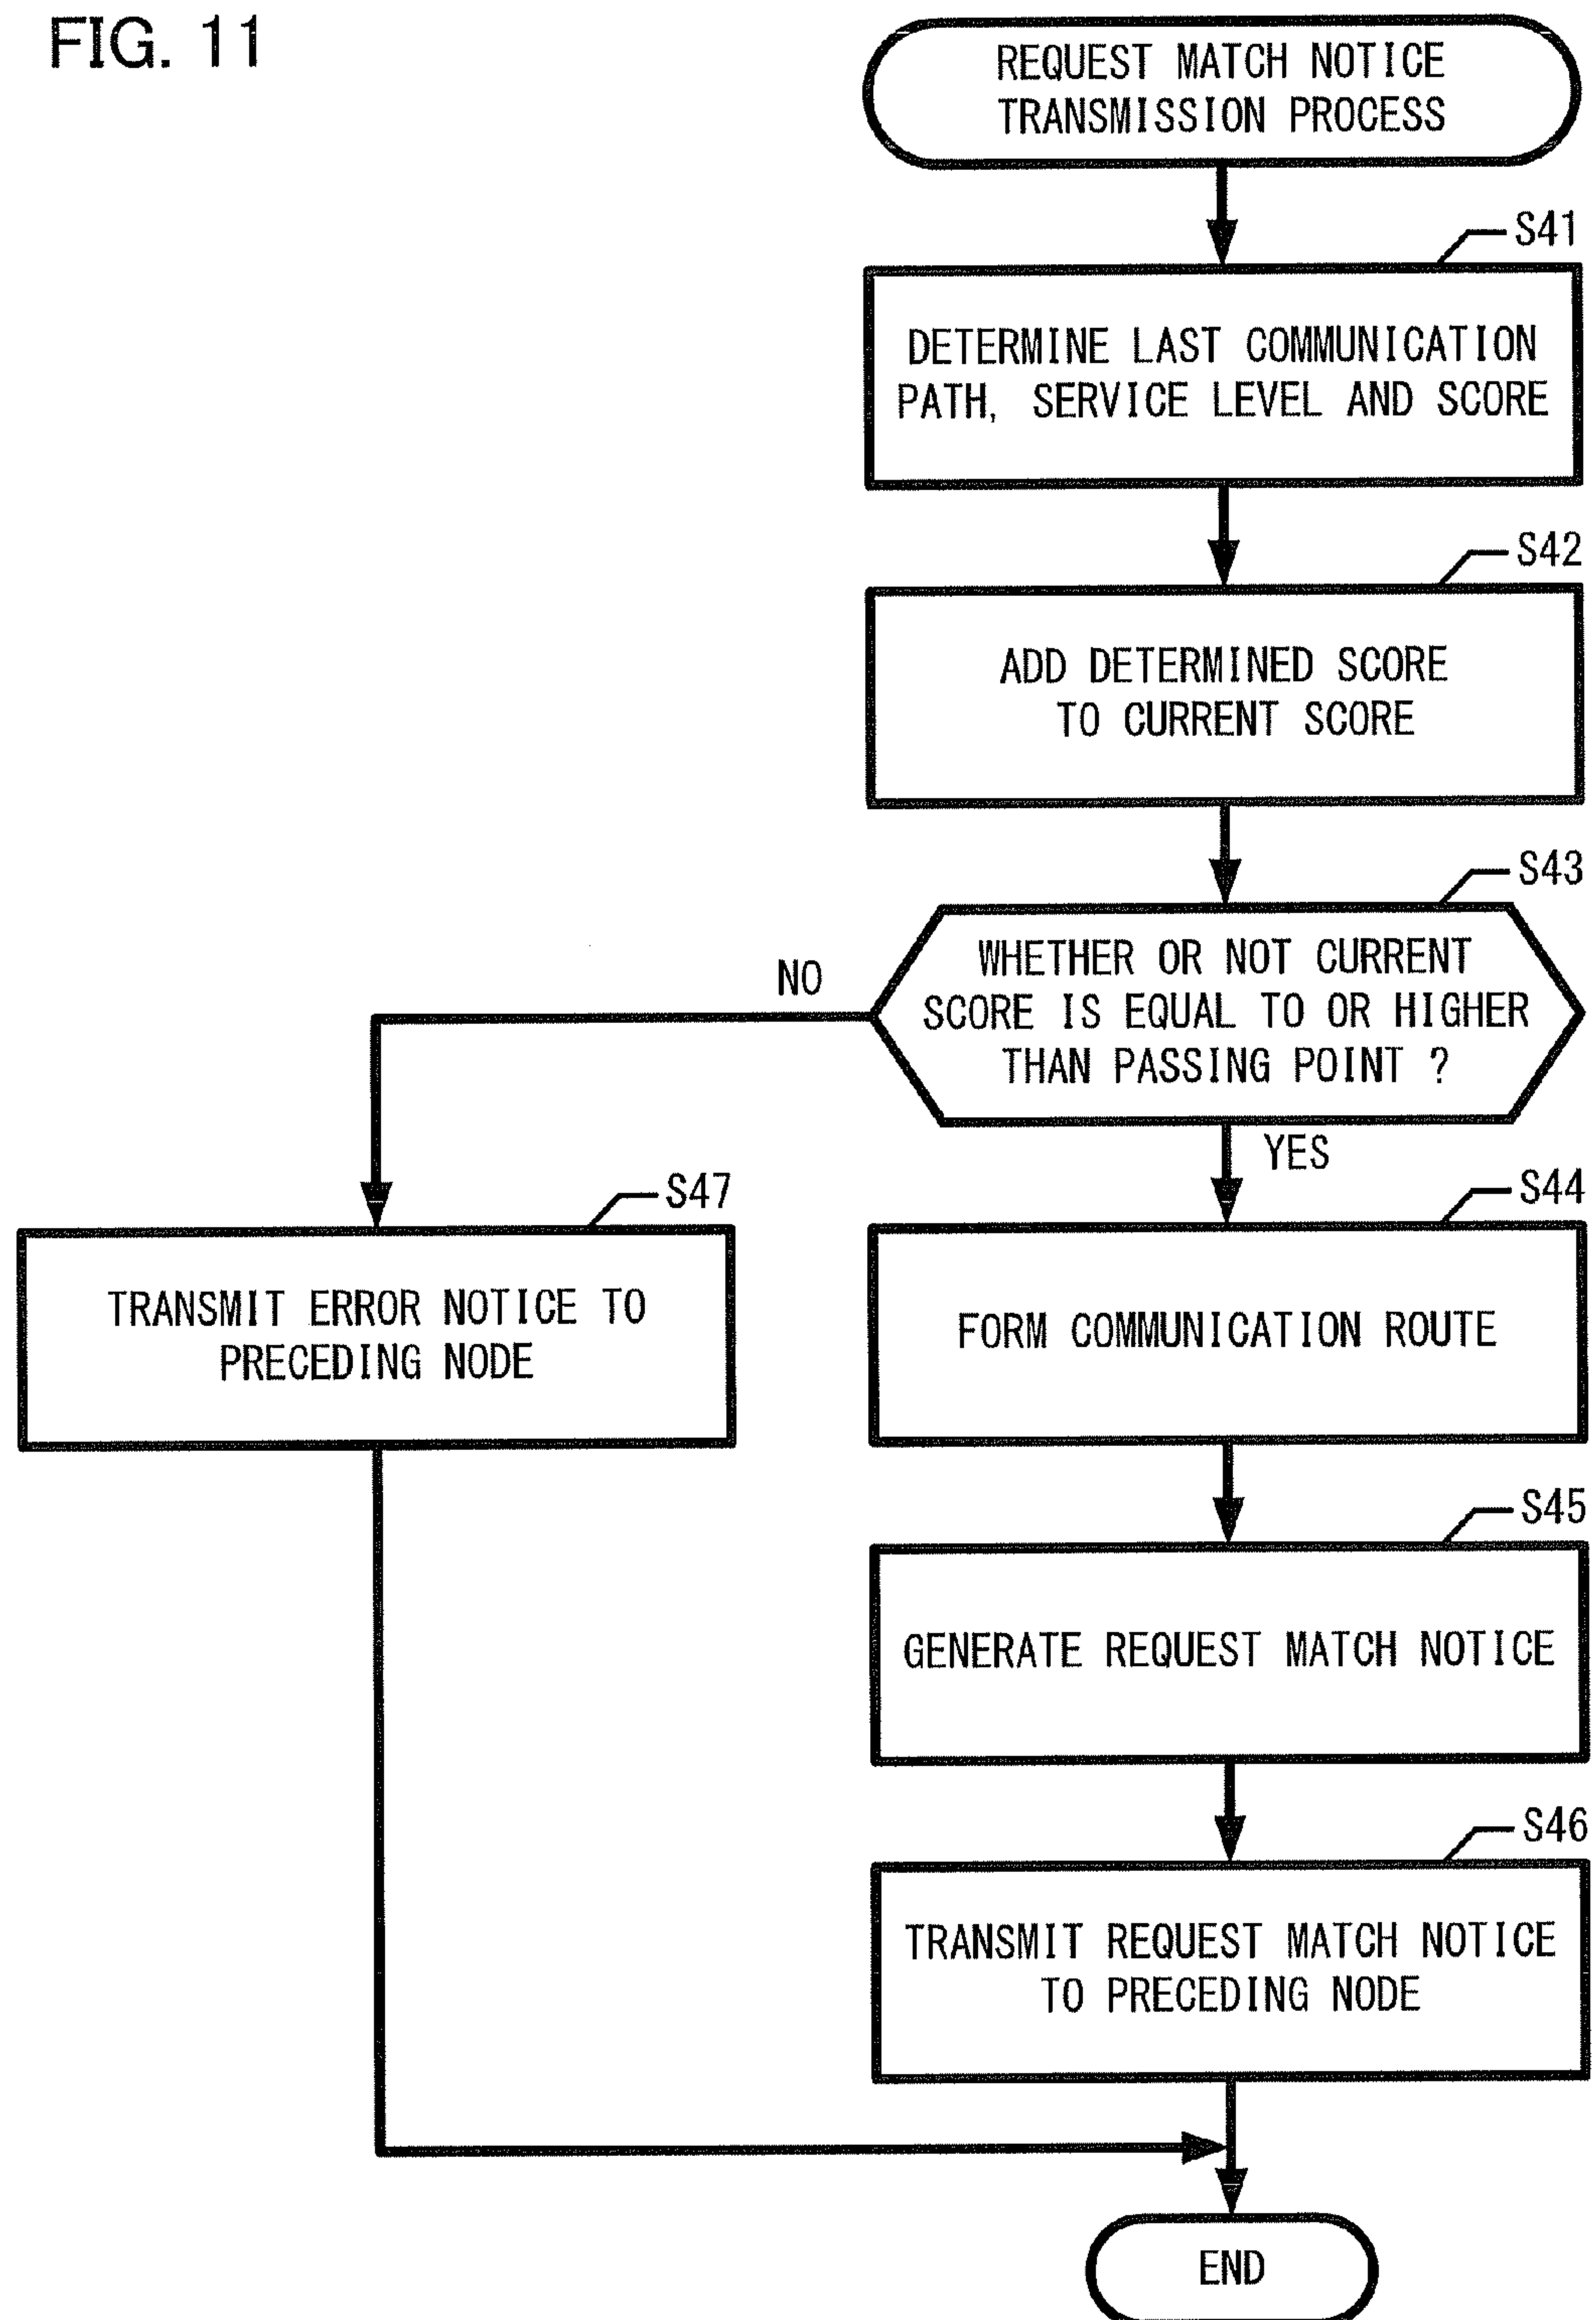 FIG. 11
REQUEST MATCH NOTICE
TRANSMISSION PROCESS
S41
DETERMINE LAST COMMUNICATION
PATH, SERVICE LEVEL AND SCORE
S42
ADD DETERMINED SCORE
TO CURRENT SCORE
S43
WHETHER OR NOT CURRENT
SCORE IS EQUAL TO OR HIGHER
THAN PASSING POINT ?
NO
YES
S47
TRANSMIT ERROR NOTICE TO
PRECEDING NODE
S44
FORM COMMUNICATION ROUTE
S45
GENERATE REQUEST MATCH NOTICE
S46
TRANSMIT REQUEST MATCH NOTICE
TO PRECEDING NODE
END